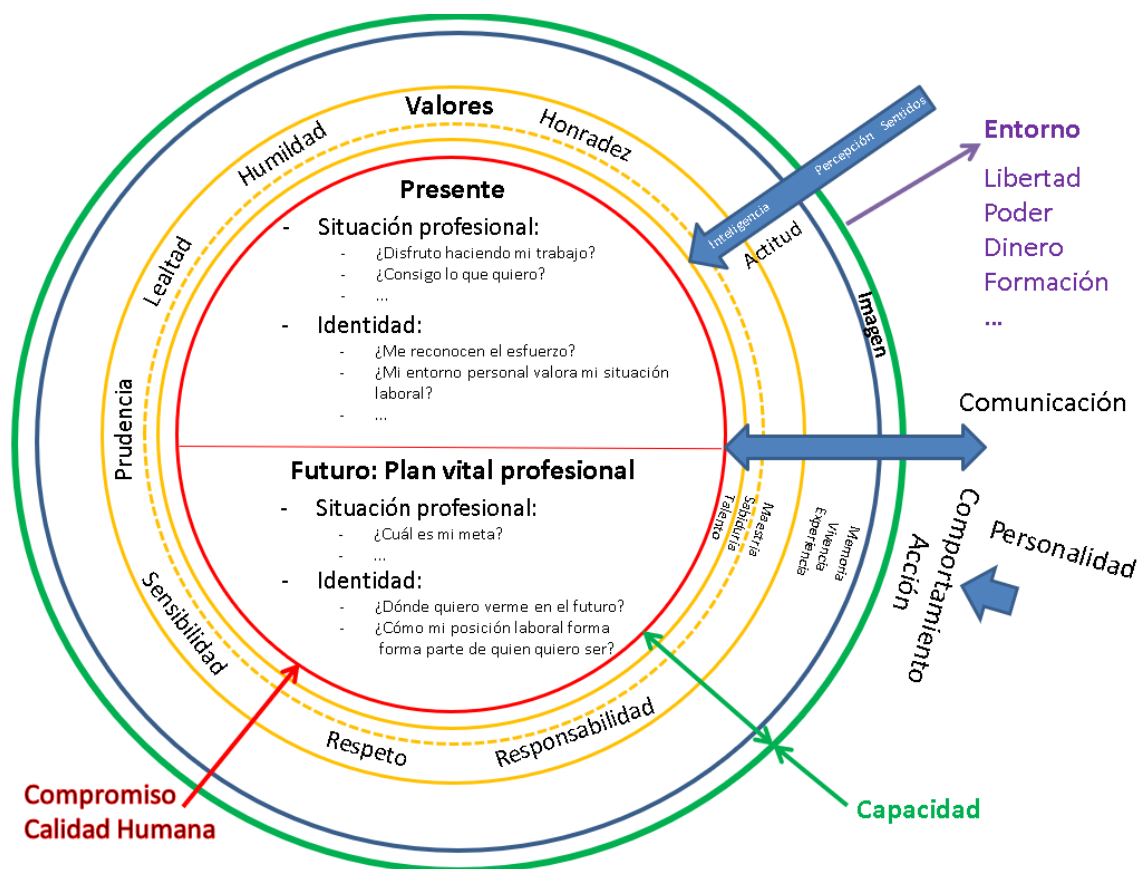 Valores
Humildad
Honradez
Lealtad
Prudencia
Sensibilidad
Respeto
Responsabilidad
Presente
- Situación profesional:
- ¿Disfruto haciendo mi trabajo?
- ¿Consigo lo que quiero?
- ...
- Identidad:
- ¿Me reconocen el esfuerzo?
- ¿Mi entorno personal valora mi situación
laboral?
- ...
Futuro: Plan vital profesional
- Situación profesional:
- ¿Cuál es mi meta?
- ...
- Identidad:
- ¿Dónde quiero verme en el futuro?
- ¿Cómo mi posición laboral forma
forma parte de quien quiero ser?
Inteligencia Percepción Sentidos
Actitud
Imagen
Entorno
Libertad
Poder
Dinero
Formación
...
Comunicación
Maestría
Sabiduría
Talento
Memoria
Vivencia
Experiencia
Comportamiento
Acción
Personalidad
Compromiso
Calidad Humana
Capacidad